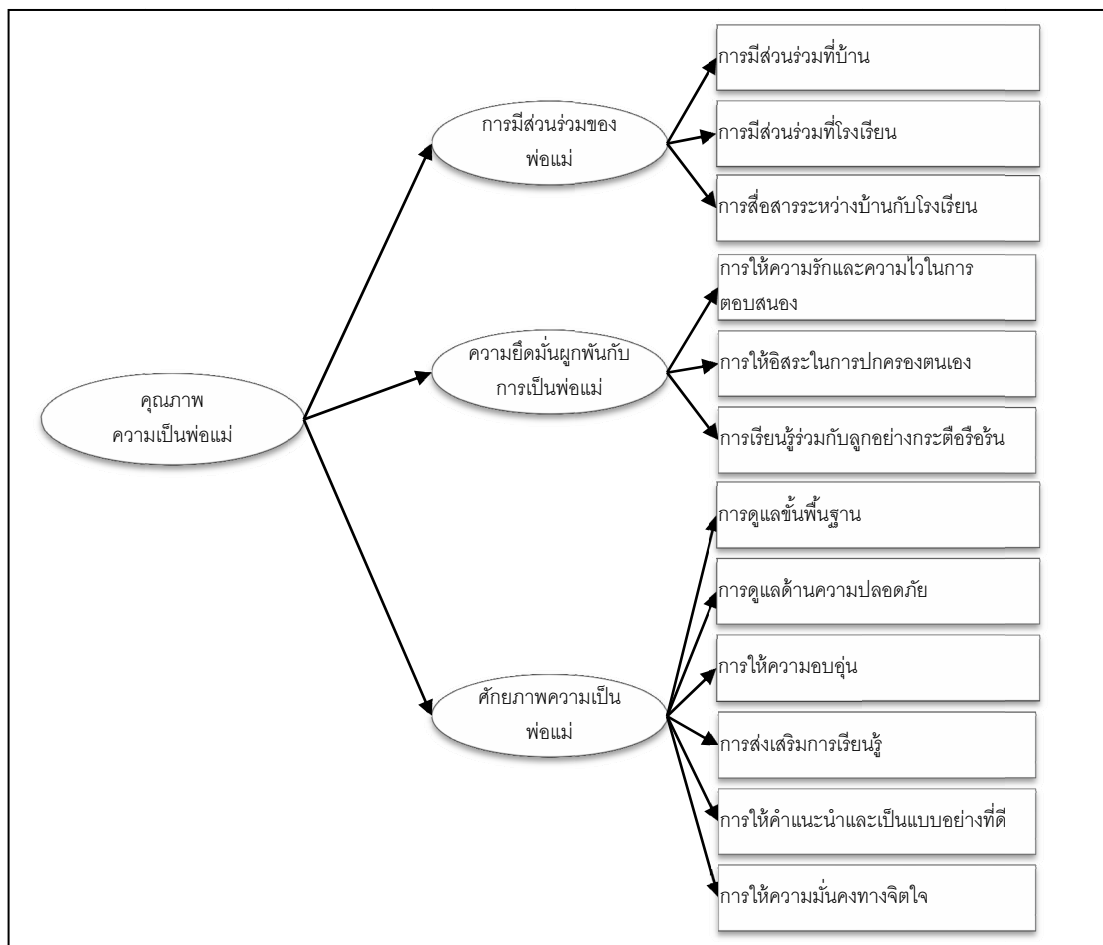 คุณภาพ
ความเป็นพ่อแม่
การมีส่วนร่วมของ
พ่อแม่
การมีส่วนร่วมที่บ้าน
การมีส่วนร่วมที่โรงเรียน
การสื่อสารระหว่างบ้านกับโรงเรียน
ความยึดมั่นผูกพันกับ
การเป็นพ่อแม่
การให้ความรักและความไวในการ
ตอบสนอง
การให้อิสระในการปกครองตนเอง
การเรียนรู้ร่วมกับลูกอย่างกระตือรือร้น
ศักยภาพความเป็น
พ่อแม่
การดูแลขั้นพื้นฐาน
การดูแลด้านความปลอดภัย
การให้ความอบอุ่น
การส่งเสริมการเรียนรู้
การให้คำแนะนำและเป็นแบบอย่างที่ดี
การให้ความมั่นคงทางจิตใจ